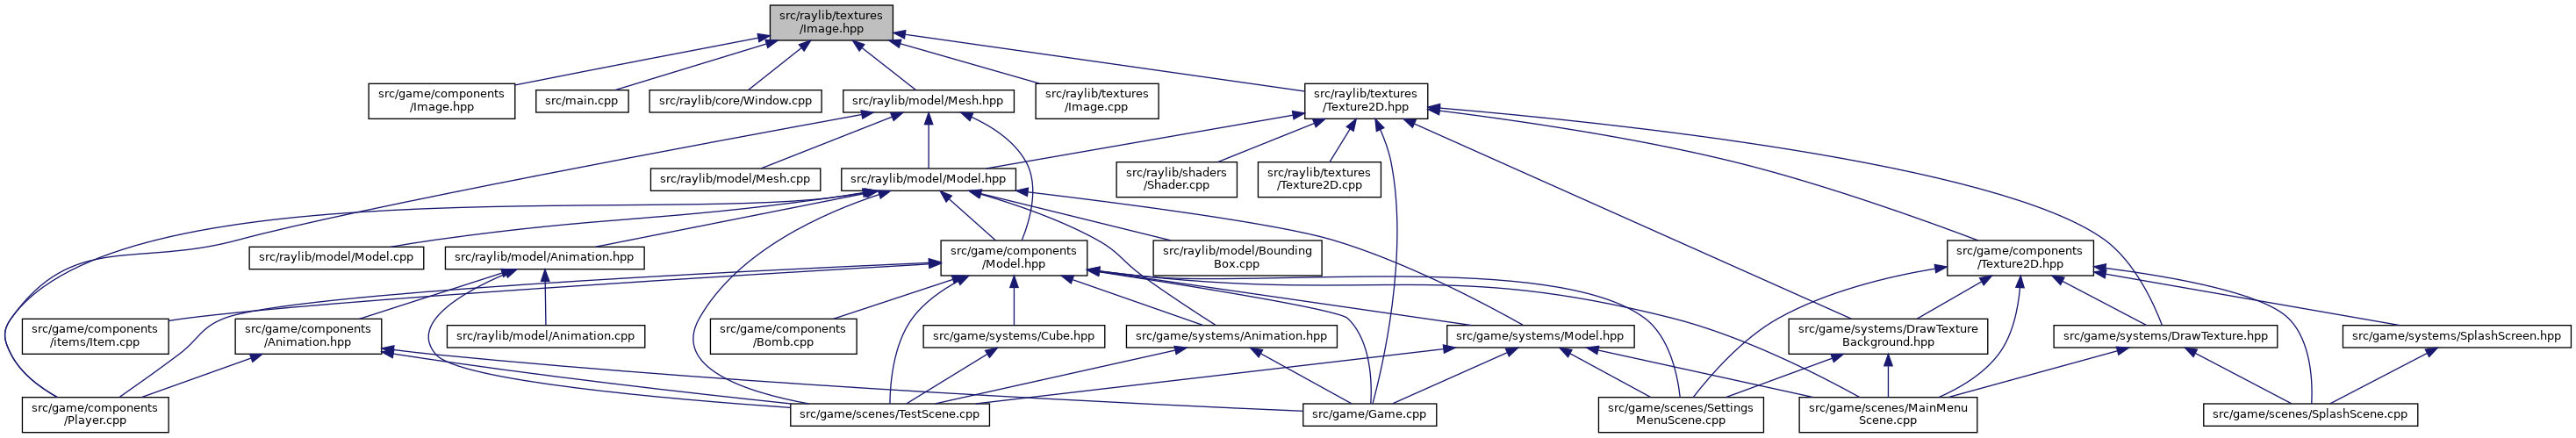 src/raylib/textures
/Image.hpp
src/game/components
/Image.hpp
src/main.cpp
src/raylib/core/Window.cpp
src/raylib/model/Mesh.hpp
src/raylib/textures
/Image.cpp
src/raylib/textures
/Texture2D.hpp
src/raylib/model/Mesh.cpp
src/raylib/model/Model.hpp
src/raylib/shaders
/Shader.cpp
src/raylib/textures
/Texture2D.cpp
src/raylib/model/Model.cpp
src/raylib/model/Animation.hpp
src/game/components
/Model.hpp
src/raylib/model/Bounding
Box.cpp
src/game/components
/Texture2D.hpp
src/game/components
/items/Item.cpp
src/game/components
/Animation.hpp
src/raylib/model/Animation.cpp
src/game/components
/Bomb.cpp
src/game/systems/Cube.hpp
src/game/systems/Animation.hpp
src/game/systems/Model.hpp
src/game/systems/DrawTexture
Background.hpp
src/game/systems/DrawTexture.hpp
src/game/systems/SplashScreen.hpp
src/game/components
/Player.cpp
src/game/scenes/TestScene.cpp
src/game/Game.cpp
src/game/scenes/Settings
MenuScene.cpp
src/game/scenes/MainMenu
Scene.cpp
src/game/scenes/SplashScene.cpp